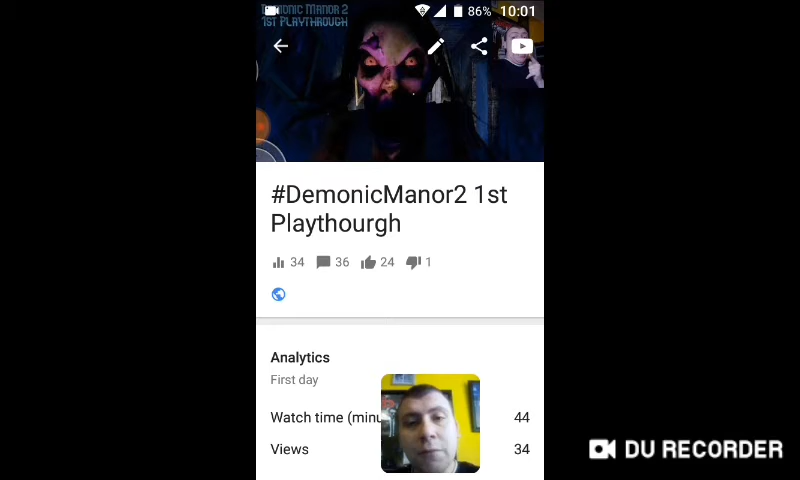 DEMONIC MANOR 2
1ST PLAYTHROUGH
86% 10:01
#DemonicManor2 1st
Playthourgh
34 36 24 1
Analytics
First day
Watch time (minu 44
Views 34
DU RECORDER